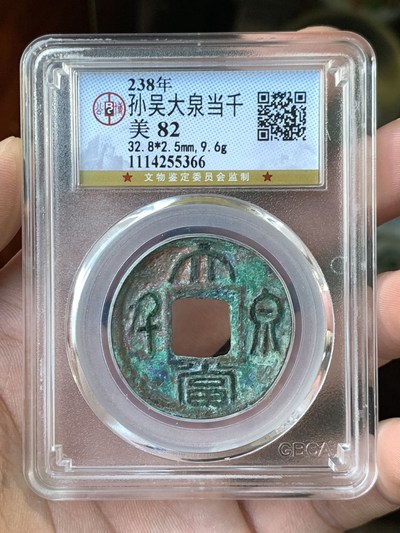 238年
孙吴大泉当千
美 82
32.8*2.5mm,9.6g
1114255366
★ 文物鉴定委员会监制 ★
大
泉
當
千
GBCA